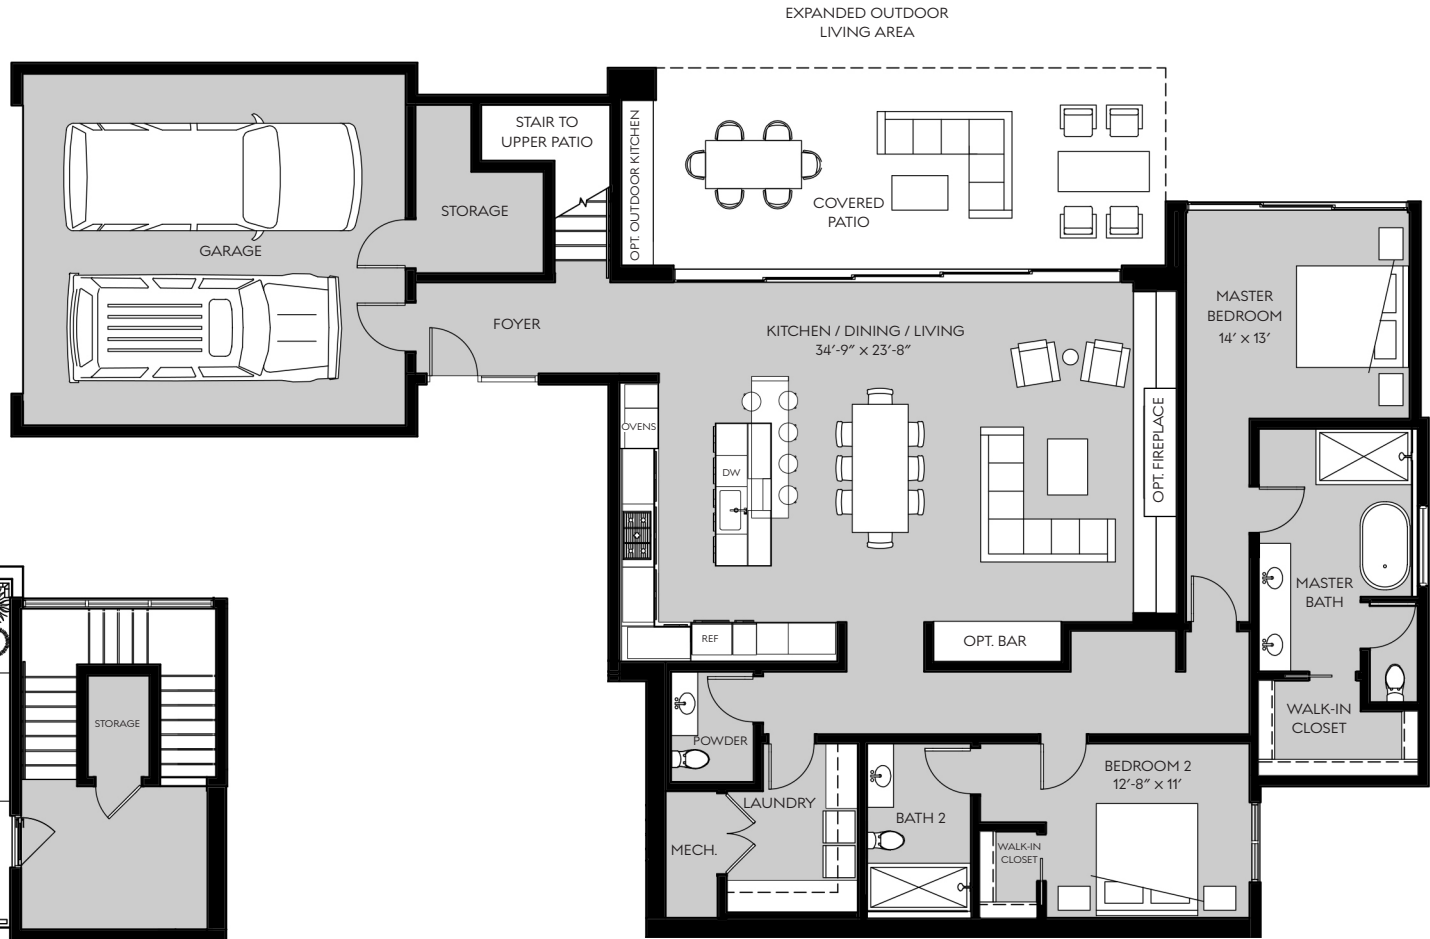 EXPANDED OUTDOOR
LIVING AREA
STAIR TO
UPPER PATIO
OPT. OUTDOOR KITCHEN
STORAGE
COVERED
PATIO
GARAGE
FOYER
KITCHEN / DINING / LIVING
34'-9" x 23'-8"
MASTER
BEDROOM
14' x 13'
OVENS
DW
OPT. FIREPLACE
MASTER
BATH
REF
OPT. BAR
STORAGE
POWDER
WALK-IN
CLOSET
BEDROOM 2
12'-8" x 11'
LAUNDRY
BATH 2
MECH.
WALK-IN
CLOSET